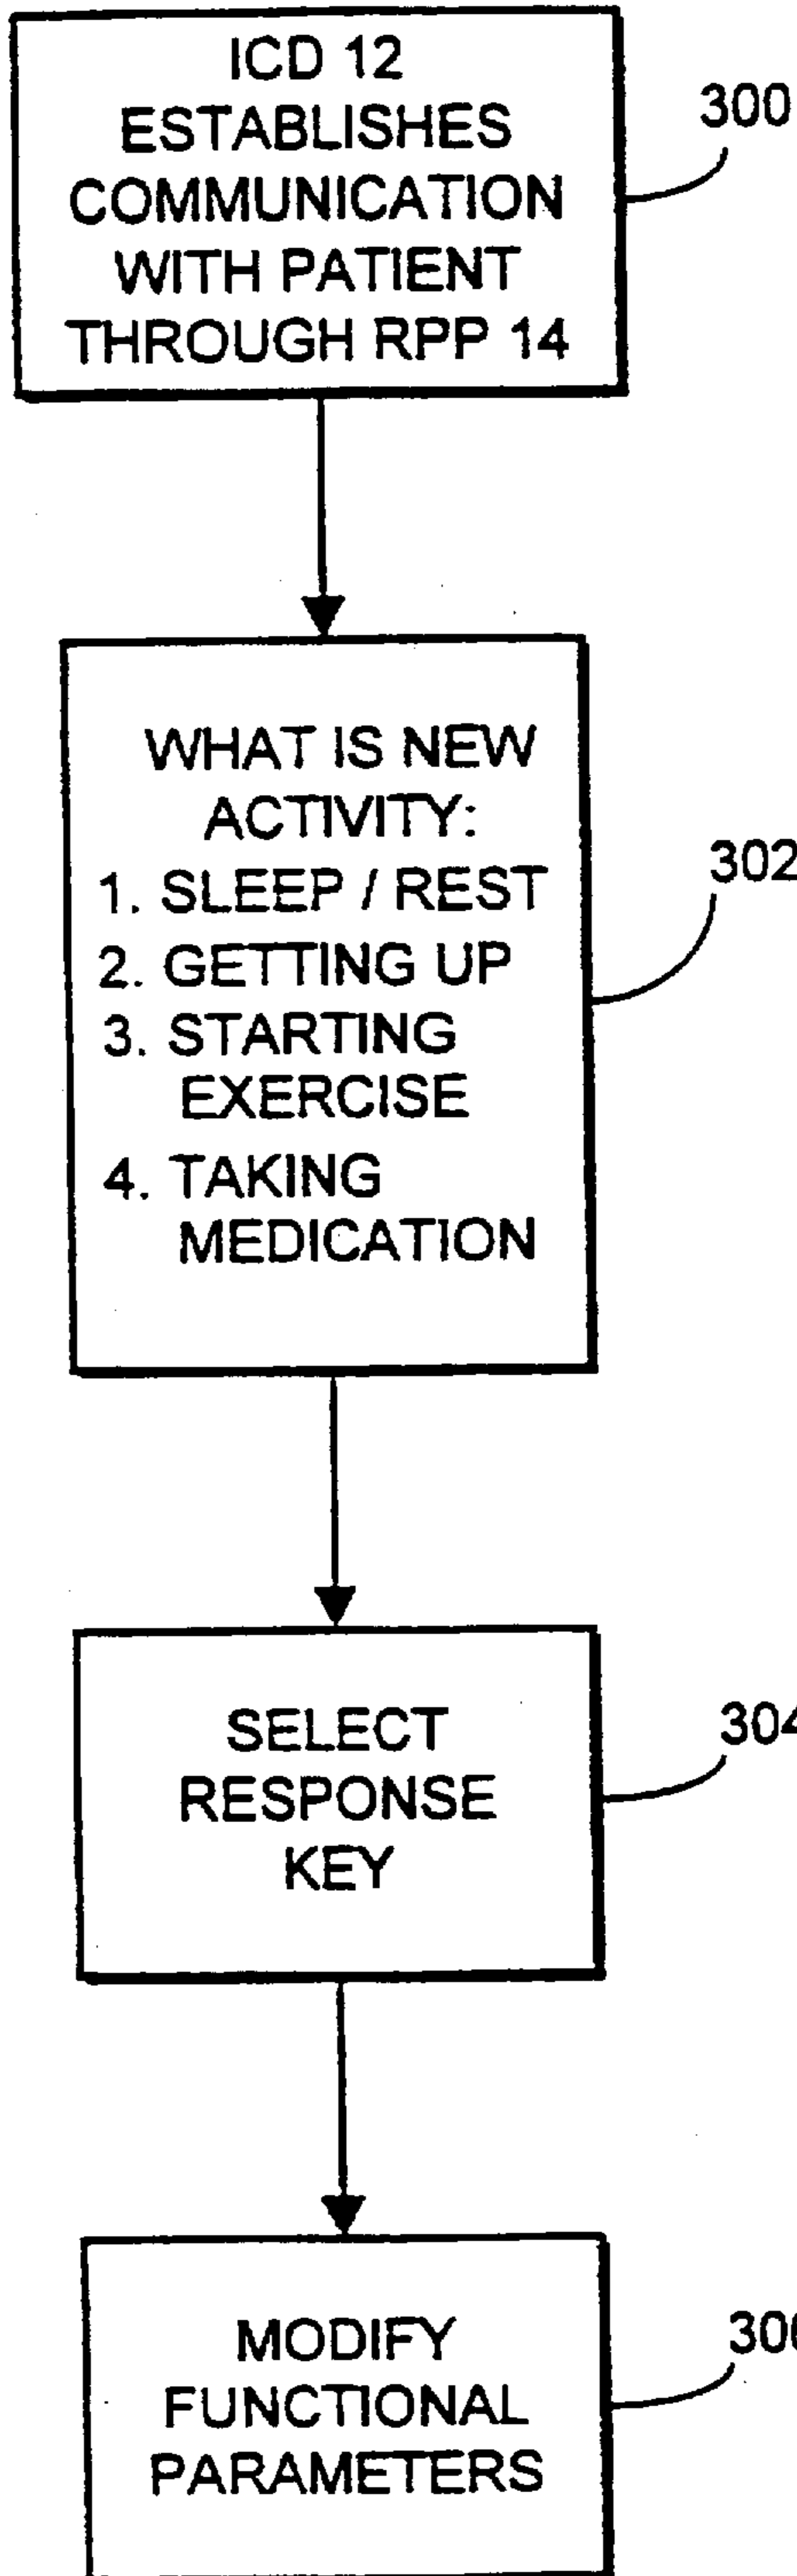 ICD 12
ESTABLISHES
COMMUNICATION
WITH PATIENT
THROUGH RPP 14
300
WHAT IS NEW
ACTIVITY:
1. SLEEP / REST
2. GETTING UP
3. STARTING
EXERCISE
4. TAKING
MEDICATION
302
SELECT
RESPONSE
KEY
304
MODIFY
FUNCTIONAL
PARAMETERS